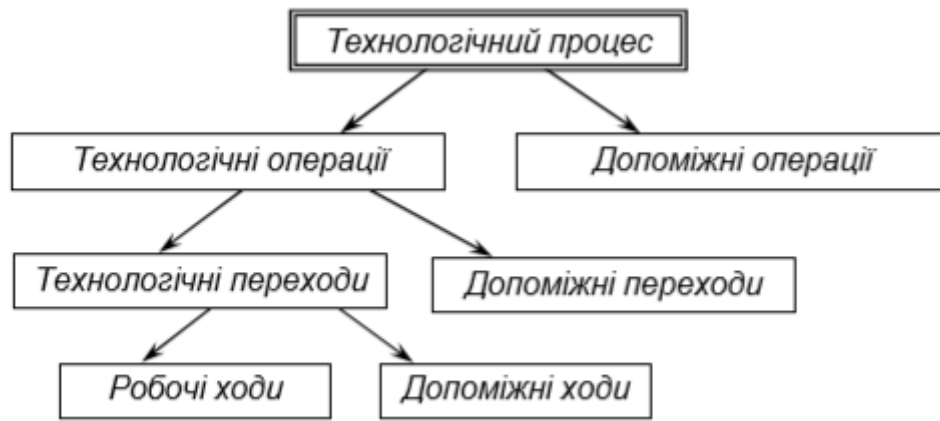 Технологічний процес
Технологічні операції
Допоміжні операції
Технологічні переходи
Допоміжні переходи
Робочі ходи
Допоміжні ходи